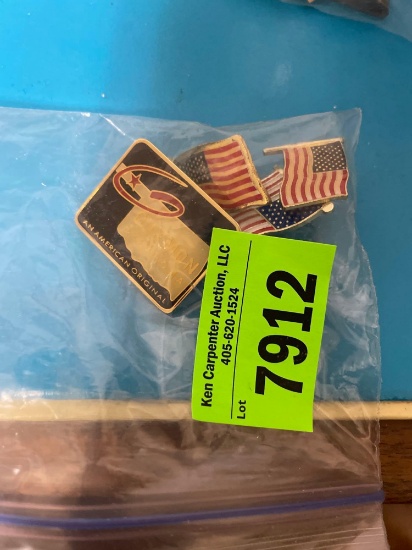 AN AMERICAN ORIGINAL
Ken Carpenter Auction, LLC
405-620-1524
Lot
7912